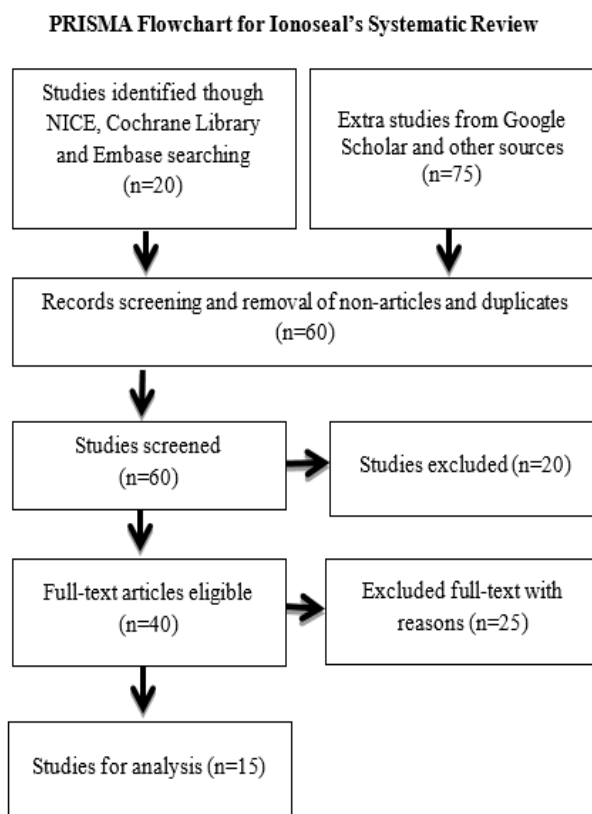 PRISMA Flowchart for Ionoseal's Systematic Review
Studies identified though
NICE, Cochrane Library
and Embase searching
(n=20)
Extra studies from Google
Scholar and other sources
(n=75)
Records screening and removal of non-articles and duplicates
(n=60)
Studies screened
(n=60)
Studies excluded (n=20)
Full-text articles eligible
(n=40)
Excluded full-text with
reasons (n=25)
Studies for analysis (n=15)